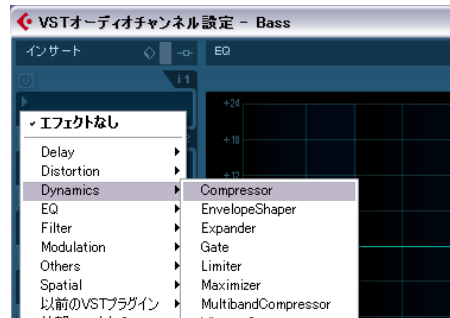 VSTオーディオチャンネル設定 - Bass
インサート
EQ
i1
+24
✓エフェクトなし
+18
Delay
Distortion
+12
Dynamics
Compressor
EQ
EnvelopeShaper
Filter
Expander
Modulation
Gate
Others
Limiter
Spatial
Maximizer
以前のVSTプラグイン
MultibandCompressor